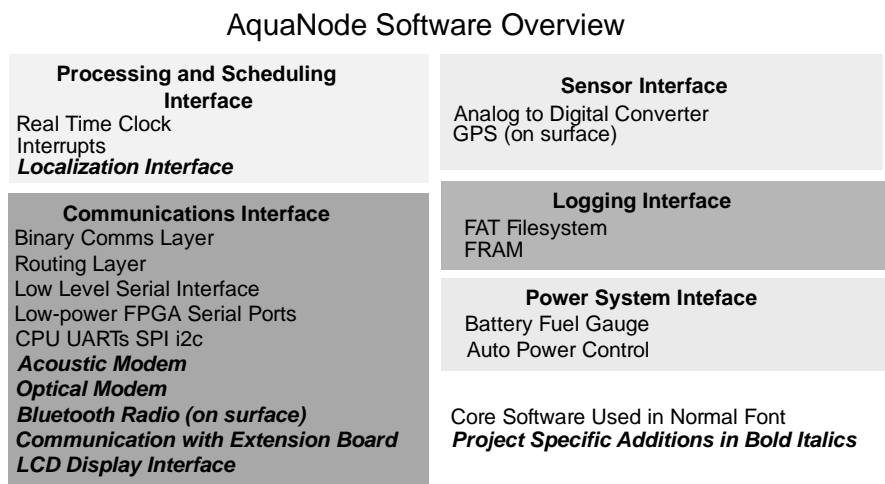 AquaNode Software Overview
Processing and Scheduling
Interface
Real Time Clock
Interrupts
Localization Interface
Communications Interface
Binary Comms Layer
Routing Layer
Low Level Serial Interface
Low-power FPGA Serial Ports
CPU UARTs SPI i2c
Acoustic Modem
Optical Modem
Bluetooth Radio (on surface)
Communication with Extension Board
LCD Display Interface
Sensor Interface
Analog to Digital Converter
GPS (on surface)
Logging Interface
FAT Filesystem
FRAM
Power System Inteface
Battery Fuel Gauge
Auto Power Control
Core Software Used in Normal Font
Project Specific Additions in Bold Italics